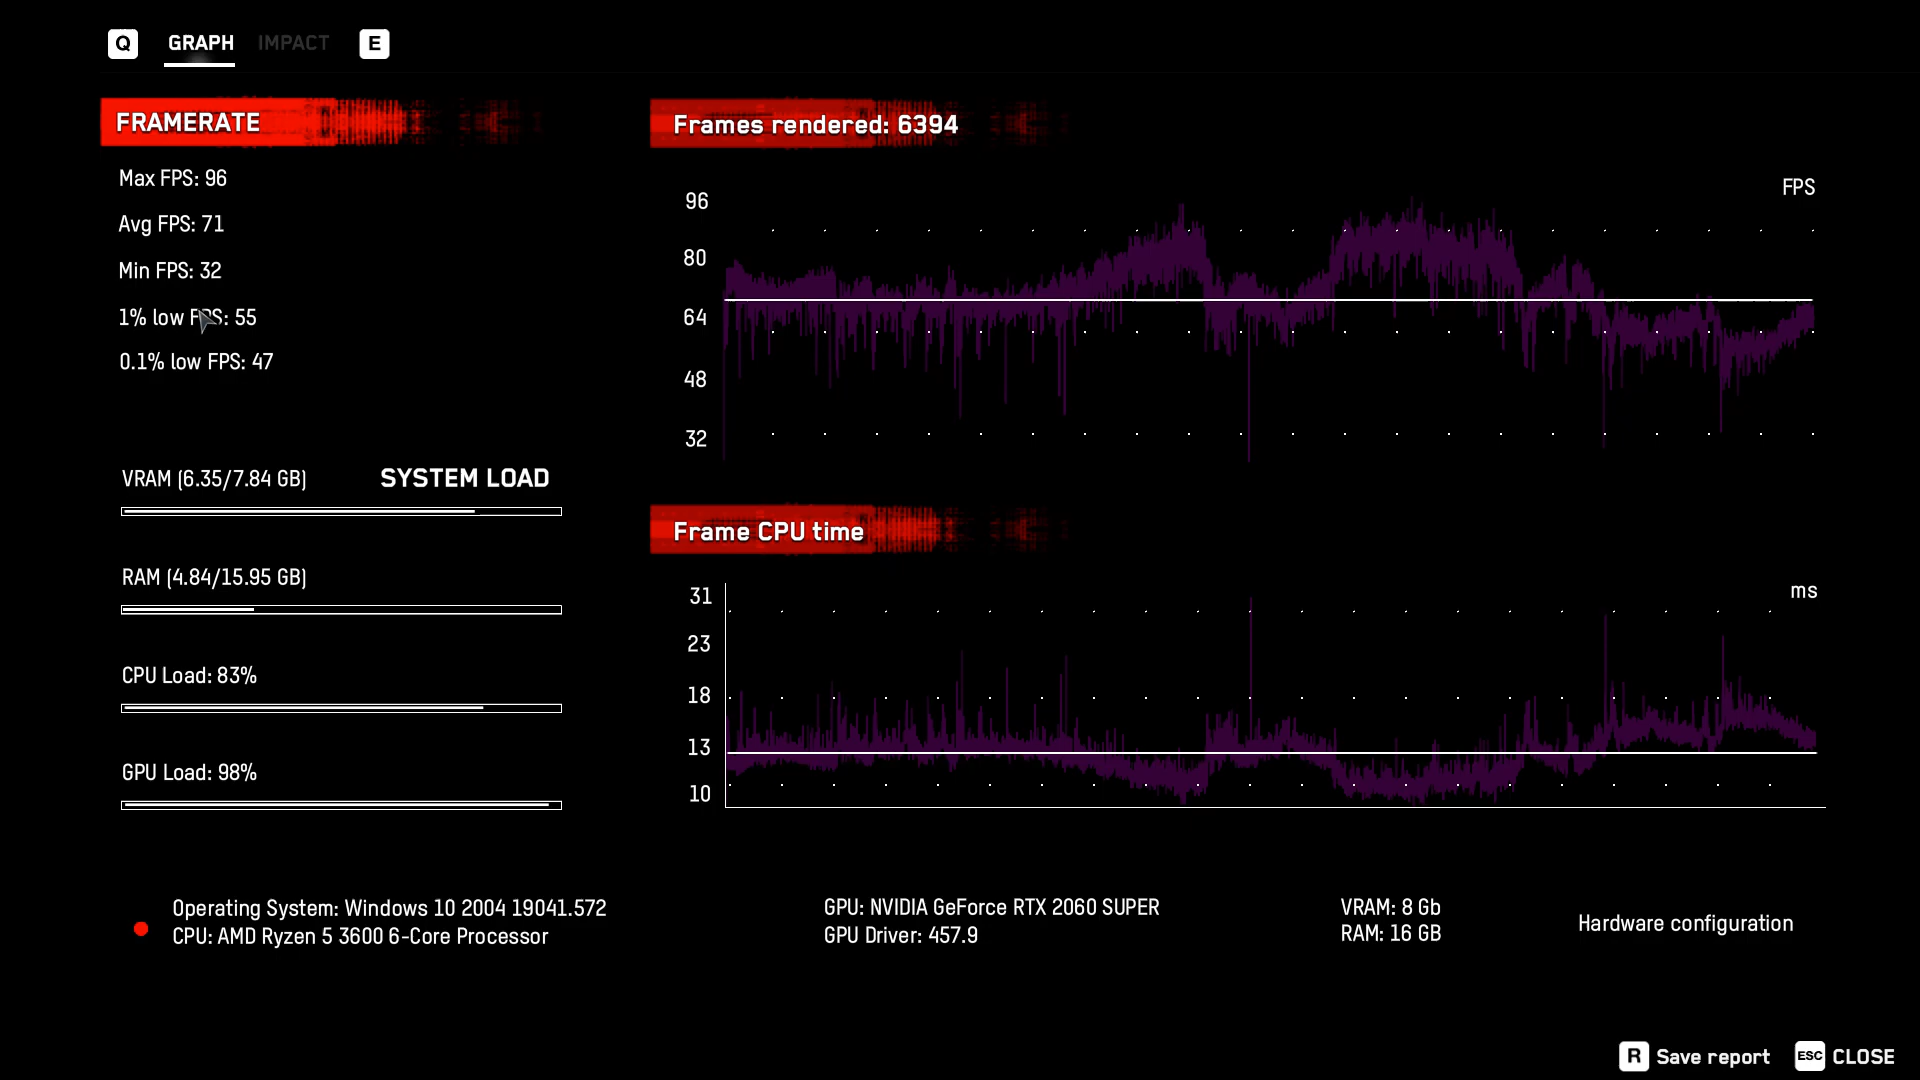 Q GRAPH IMPACT E
FRAMERATE
Max FPS: 96
Avg FPS: 71
Min FPS: 32
1% low FPS: 55
0.1% low FPS: 47
VRAM (6.35/7.84 GB) SYSTEM LOAD
RAM (4.84/15.95 GB)
CPU Load: 83%
GPU Load: 98%
Frames rendered: 6394
FPS
96
80
64
48
32
Frame CPU time
ms
31
23
18
13
10
Operating System: Windows 10 2004 19041.572
CPU: AMD Ryzen 5 3600 6-Core Processor
GPU: NVIDIA GeForce RTX 2060 SUPER
GPU Driver: 457.9
VRAM: 8 Gb
RAM: 16 GB
Hardware configuration
R Save report ESC CLOSE